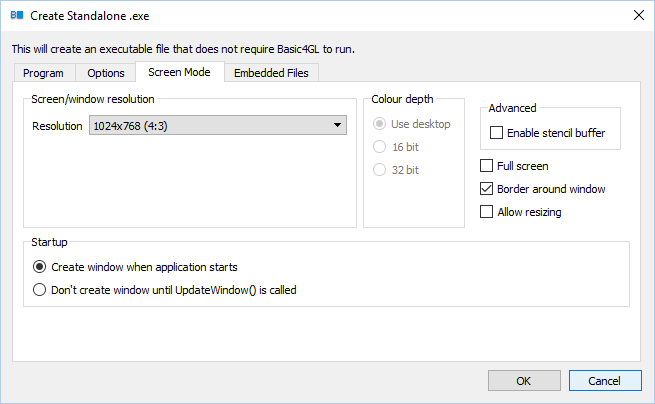 Create Standalone .exe
This will create an executable file that does not require Basic4GL to run.
Program Options Screen Mode Embedded Files
Screen/window resolution
Resolution 1024x768 (4:3)
Colour depth
Use desktop
16 bit
32 bit
Advanced
Enable stencil buffer
Full screen
Border around window
Allow resizing
Startup
Create window when application starts
Don't create window until UpdateWindow() is called
OK Cancel